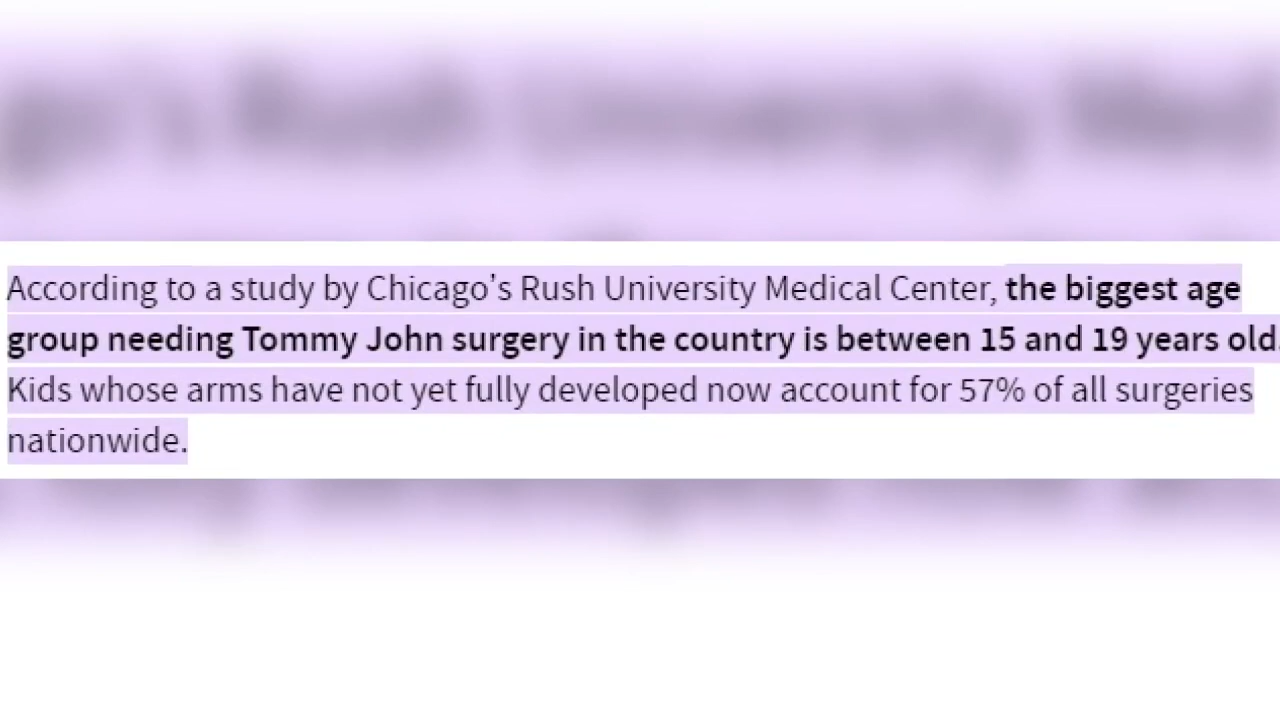 According to a study by Chicago's Rush University Medical Center, the biggest age
group needing Tommy John surgery in the country is between 15 and 19 years old.
Kids whose arms have not yet fully developed now account for 57% of all surgeries
nationwide.